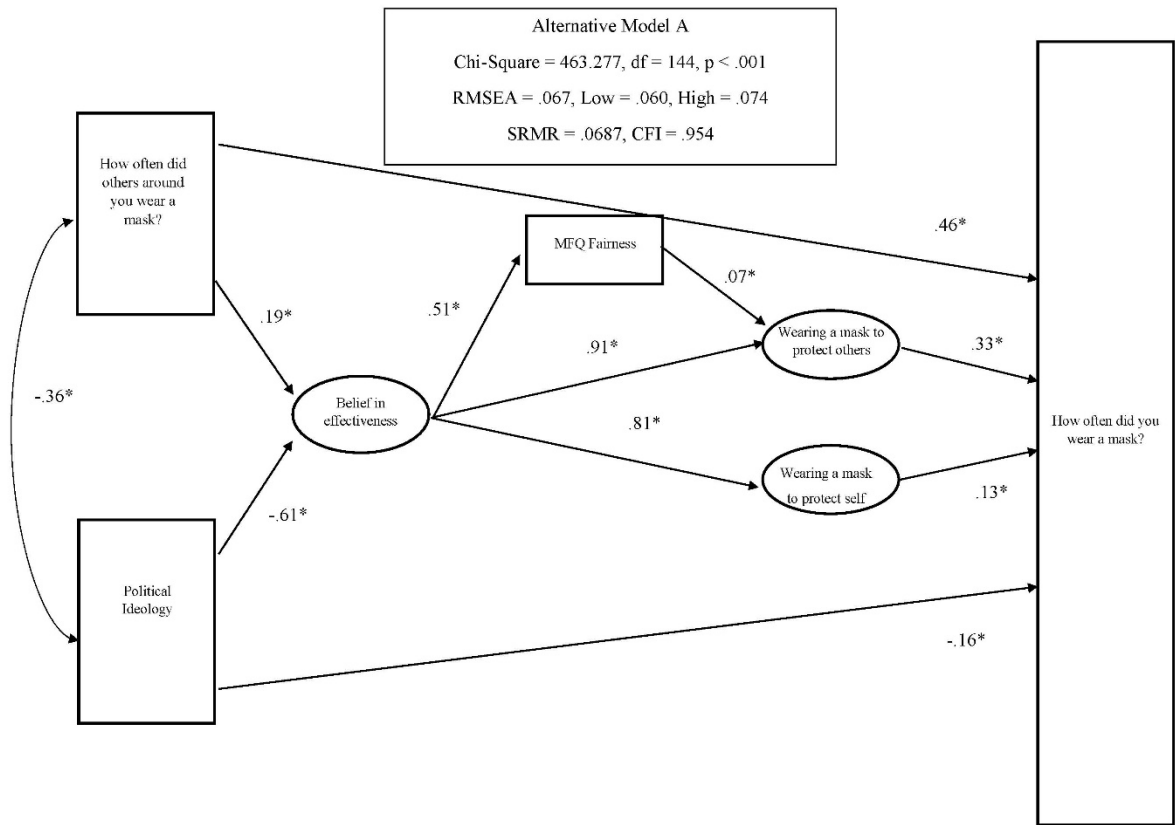 Alternative Model A
Chi-Square = 463.277, df = 144, p < .001
RMSEA = .067, Low = .060, High = .074
SRMR = .0687, CFI = .954
How often did
others around
you wear a
mask?
MFQ Fairness
.46*
.07*
.19*
.51*
Wearing a mask to
protect others
.91*
.33*
-.36*
Belief in
effectiveness
.81*
How often did you
wear a mask?
Wearing a mask
to protect self
.13*
-.61*
Political
Ideology
-.16*